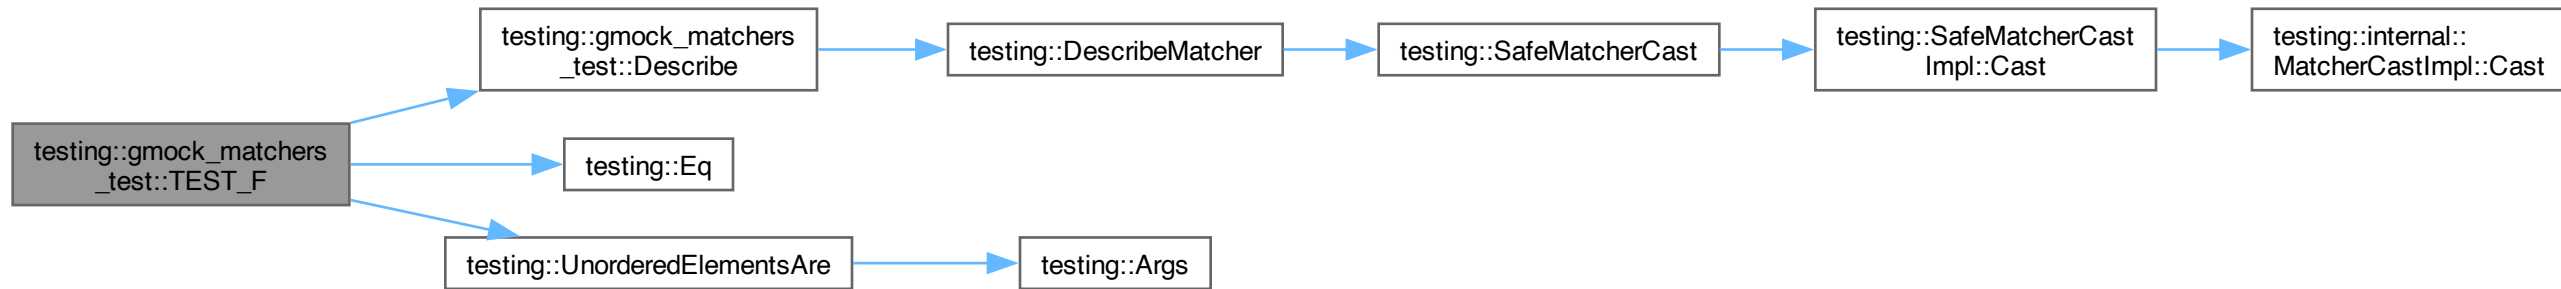 testing::gmock_matchers
_test::Describe
testing::DescribeMatcher
testing::SafeMatcherCast
testing::SafeMatcherCast
Impl::Cast
testing::internal::
MatcherCastImpl::Cast
testing::gmock_matchers
_test::TEST_F
testing::Eq
testing::UnorderedElementsAre
testing::Args